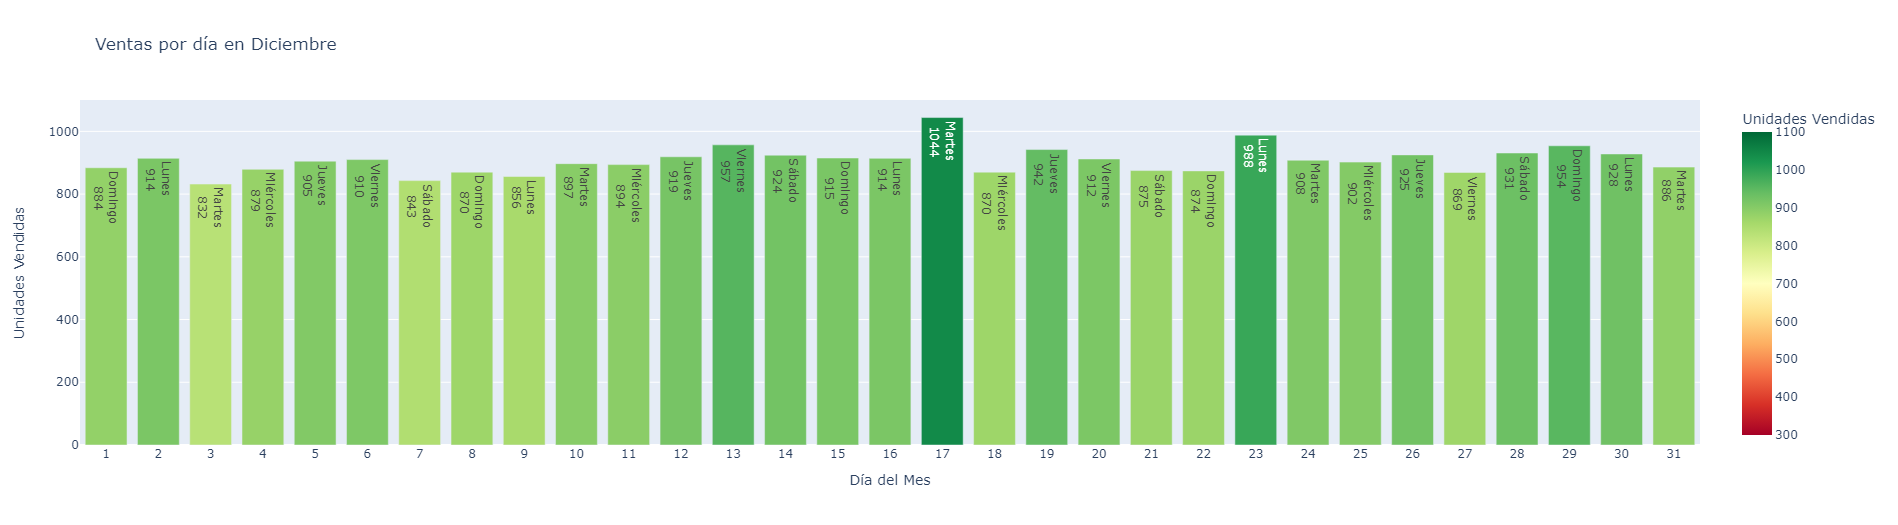 Ventas por día en Diciembre
Unidades Vendidas
1000
800
600
400
200
0
Domingo
884
Lunes
914
Martes
832
Miércoles
879
Jueves
905
Viernes
910
Sábado
843
Domingo
870
Lunes
856
Martes
897
Miércoles
894
Jueves
919
Viernes
957
Sábado
924
Domingo
915
Lunes
914
Martes
1044
Miércoles
870
Jueves
942
Viernes
912
Sábado
875
Domingo
874
Lunes
988
Martes
908
Miércoles
902
Jueves
925
Viernes
869
Sábado
931
Domingo
954
Lunes
928
Martes
886
1 2 3 4 5 6 7 8 9 10 11 12 13 14 15 16 17 18 19 20 21 22 23 24 25 26 27 28 29 30 31
Día del Mes
Unidades Vendidas
1100
1000
900
800
700
600
500
400
300